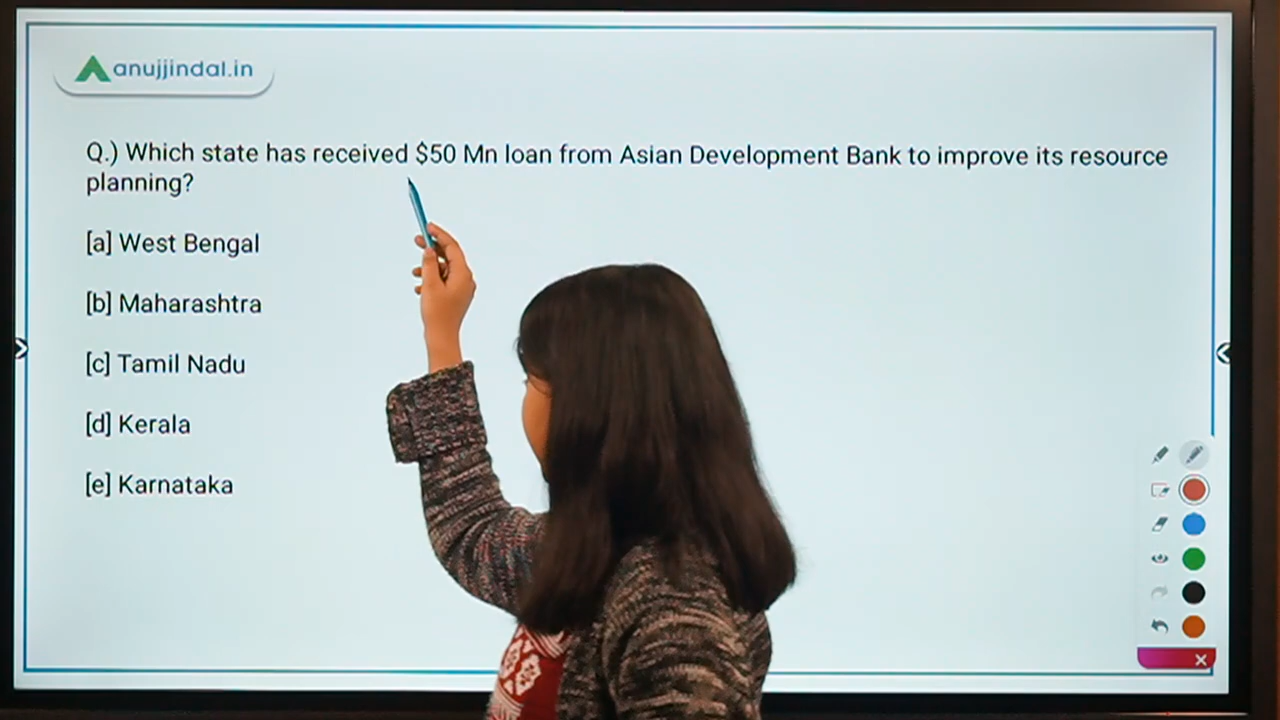 anujjindal.in
Q.) Which state has received $50 Mn loan from Asian Development Bank to improve its resource
planning?
[a] West Bengal
[b] Maharashtra
[c] Tamil Nadu
[d] Kerala
[e] Karnataka